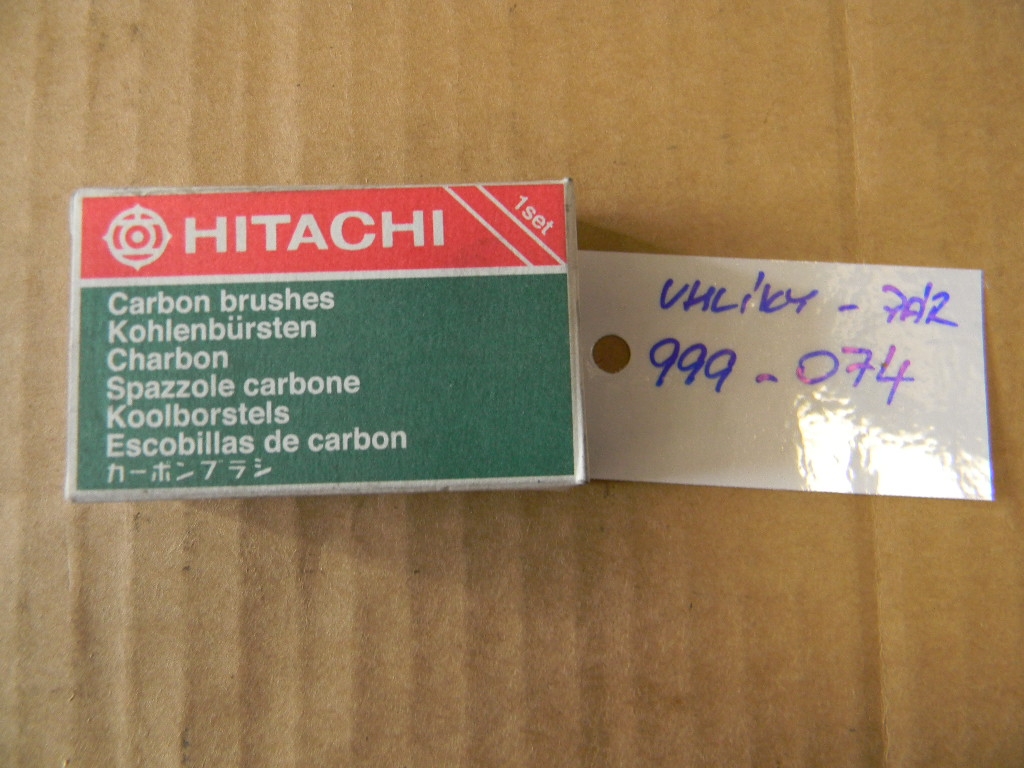 HITACHI
1set
Carbon brushes
Kohlenbürsten
Charbon
Spazzole carbone
Koolborstels
Escobillas de carbon
カーボンブラシ
UHLÍKY - PÁR
999-074